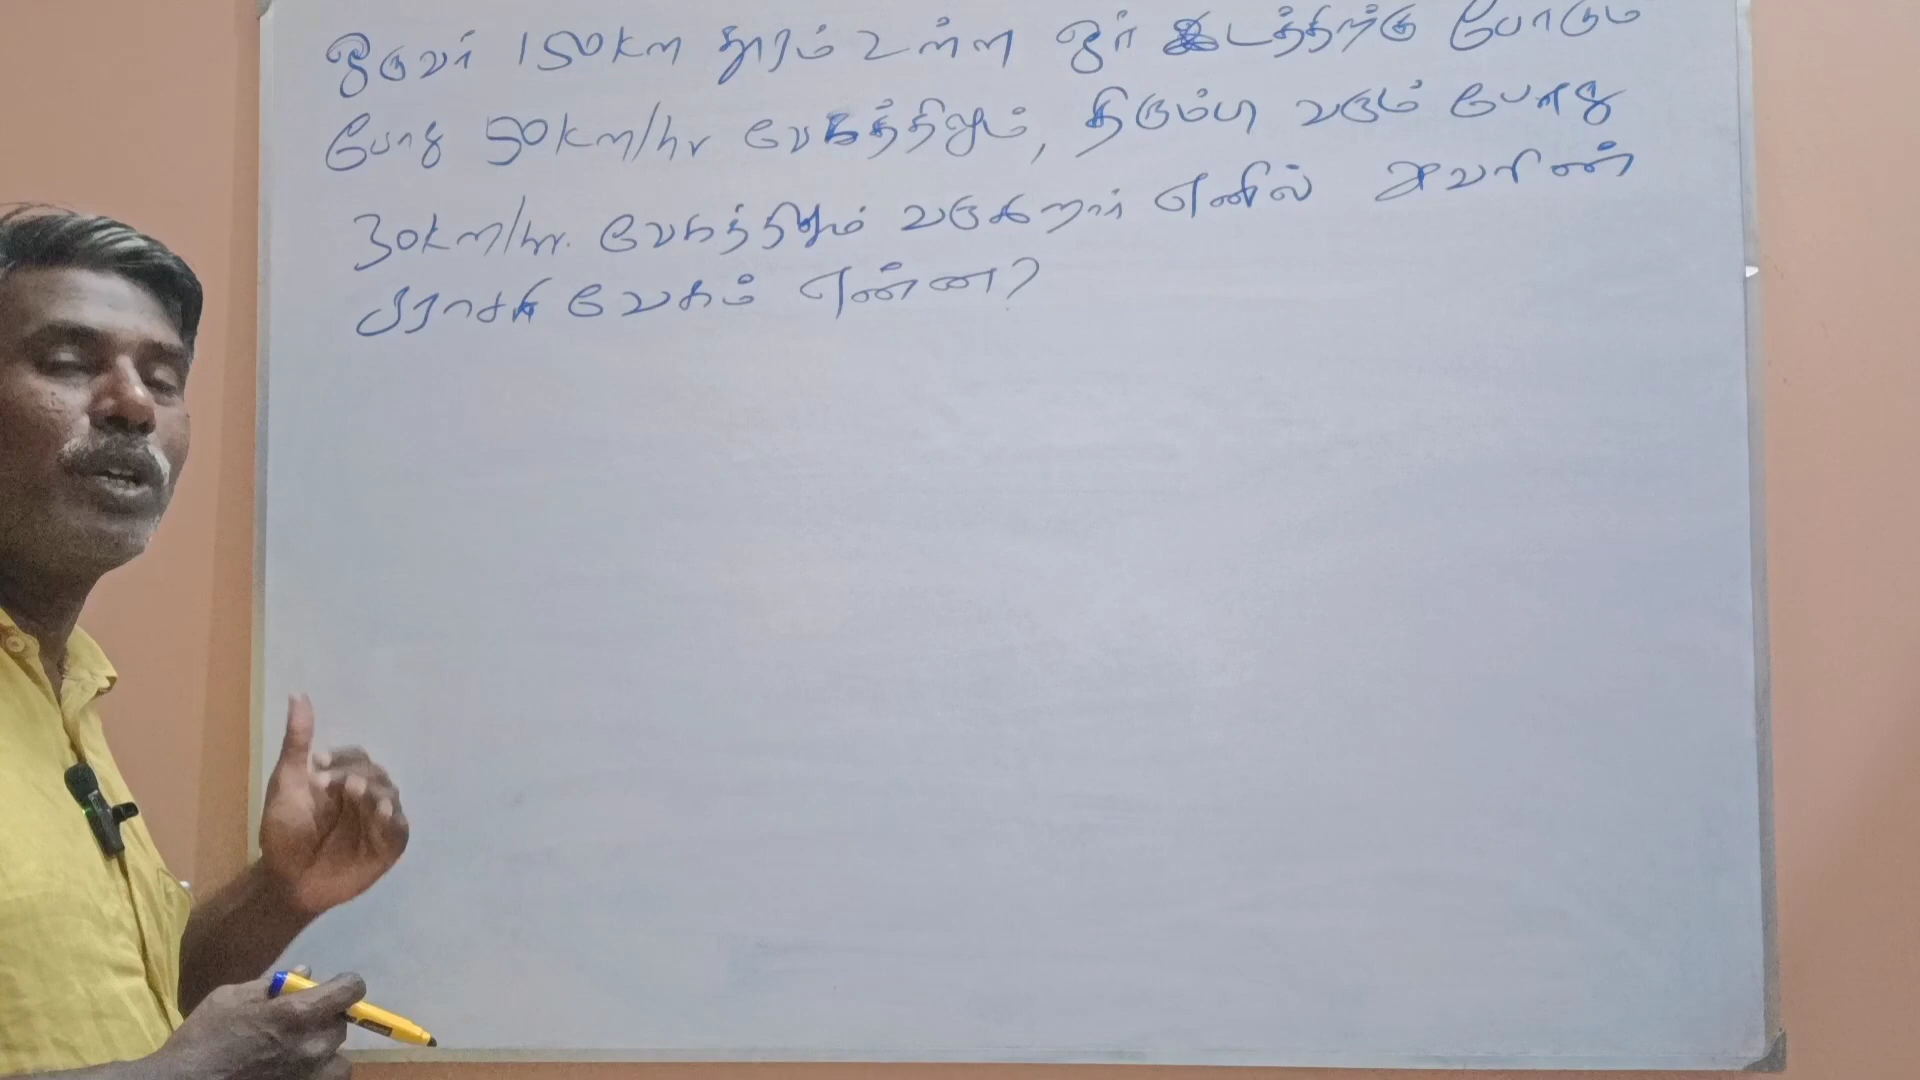 ஒருவர் 150km தூரம் உள்ள ஓர் இடத்திற்கு போகும்
போது 50km/hr வேகத்திலும், திரும்பி வரும் போது
30km/hr. வேகத்திலும் வருகிறார் எனில் அவரின்
சராசரி வேகம் என்ன?